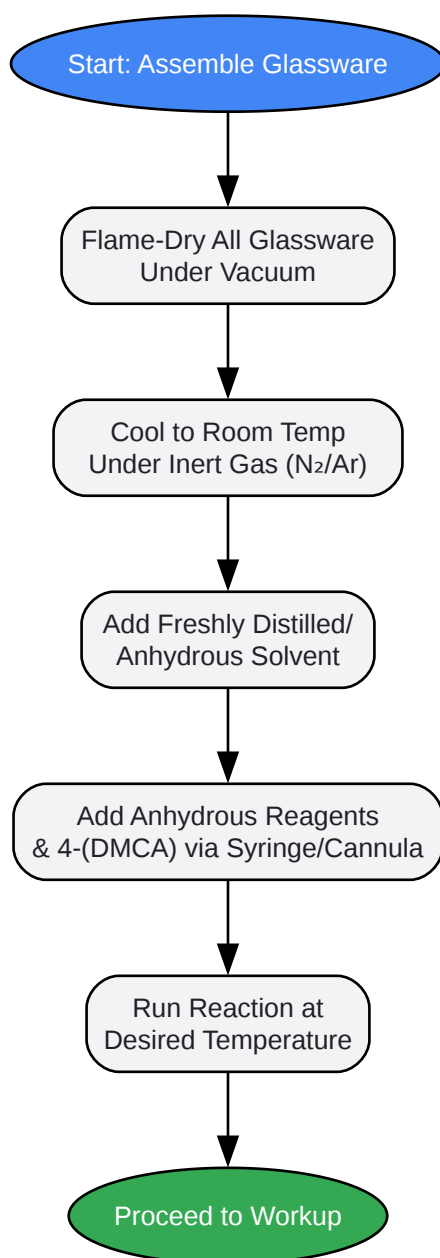 Start: Assemble Glassware
Flame-Dry All Glassware
Under Vacuum
Cool to Room Temp
Under Inert Gas (N₂/Ar)
Add Freshly Distilled/
Anhydrous Solvent
Add Anhydrous Reagents
& 4-(DMCA) via Syringe/Cannula
Run Reaction at
Desired Temperature
Proceed to Workup